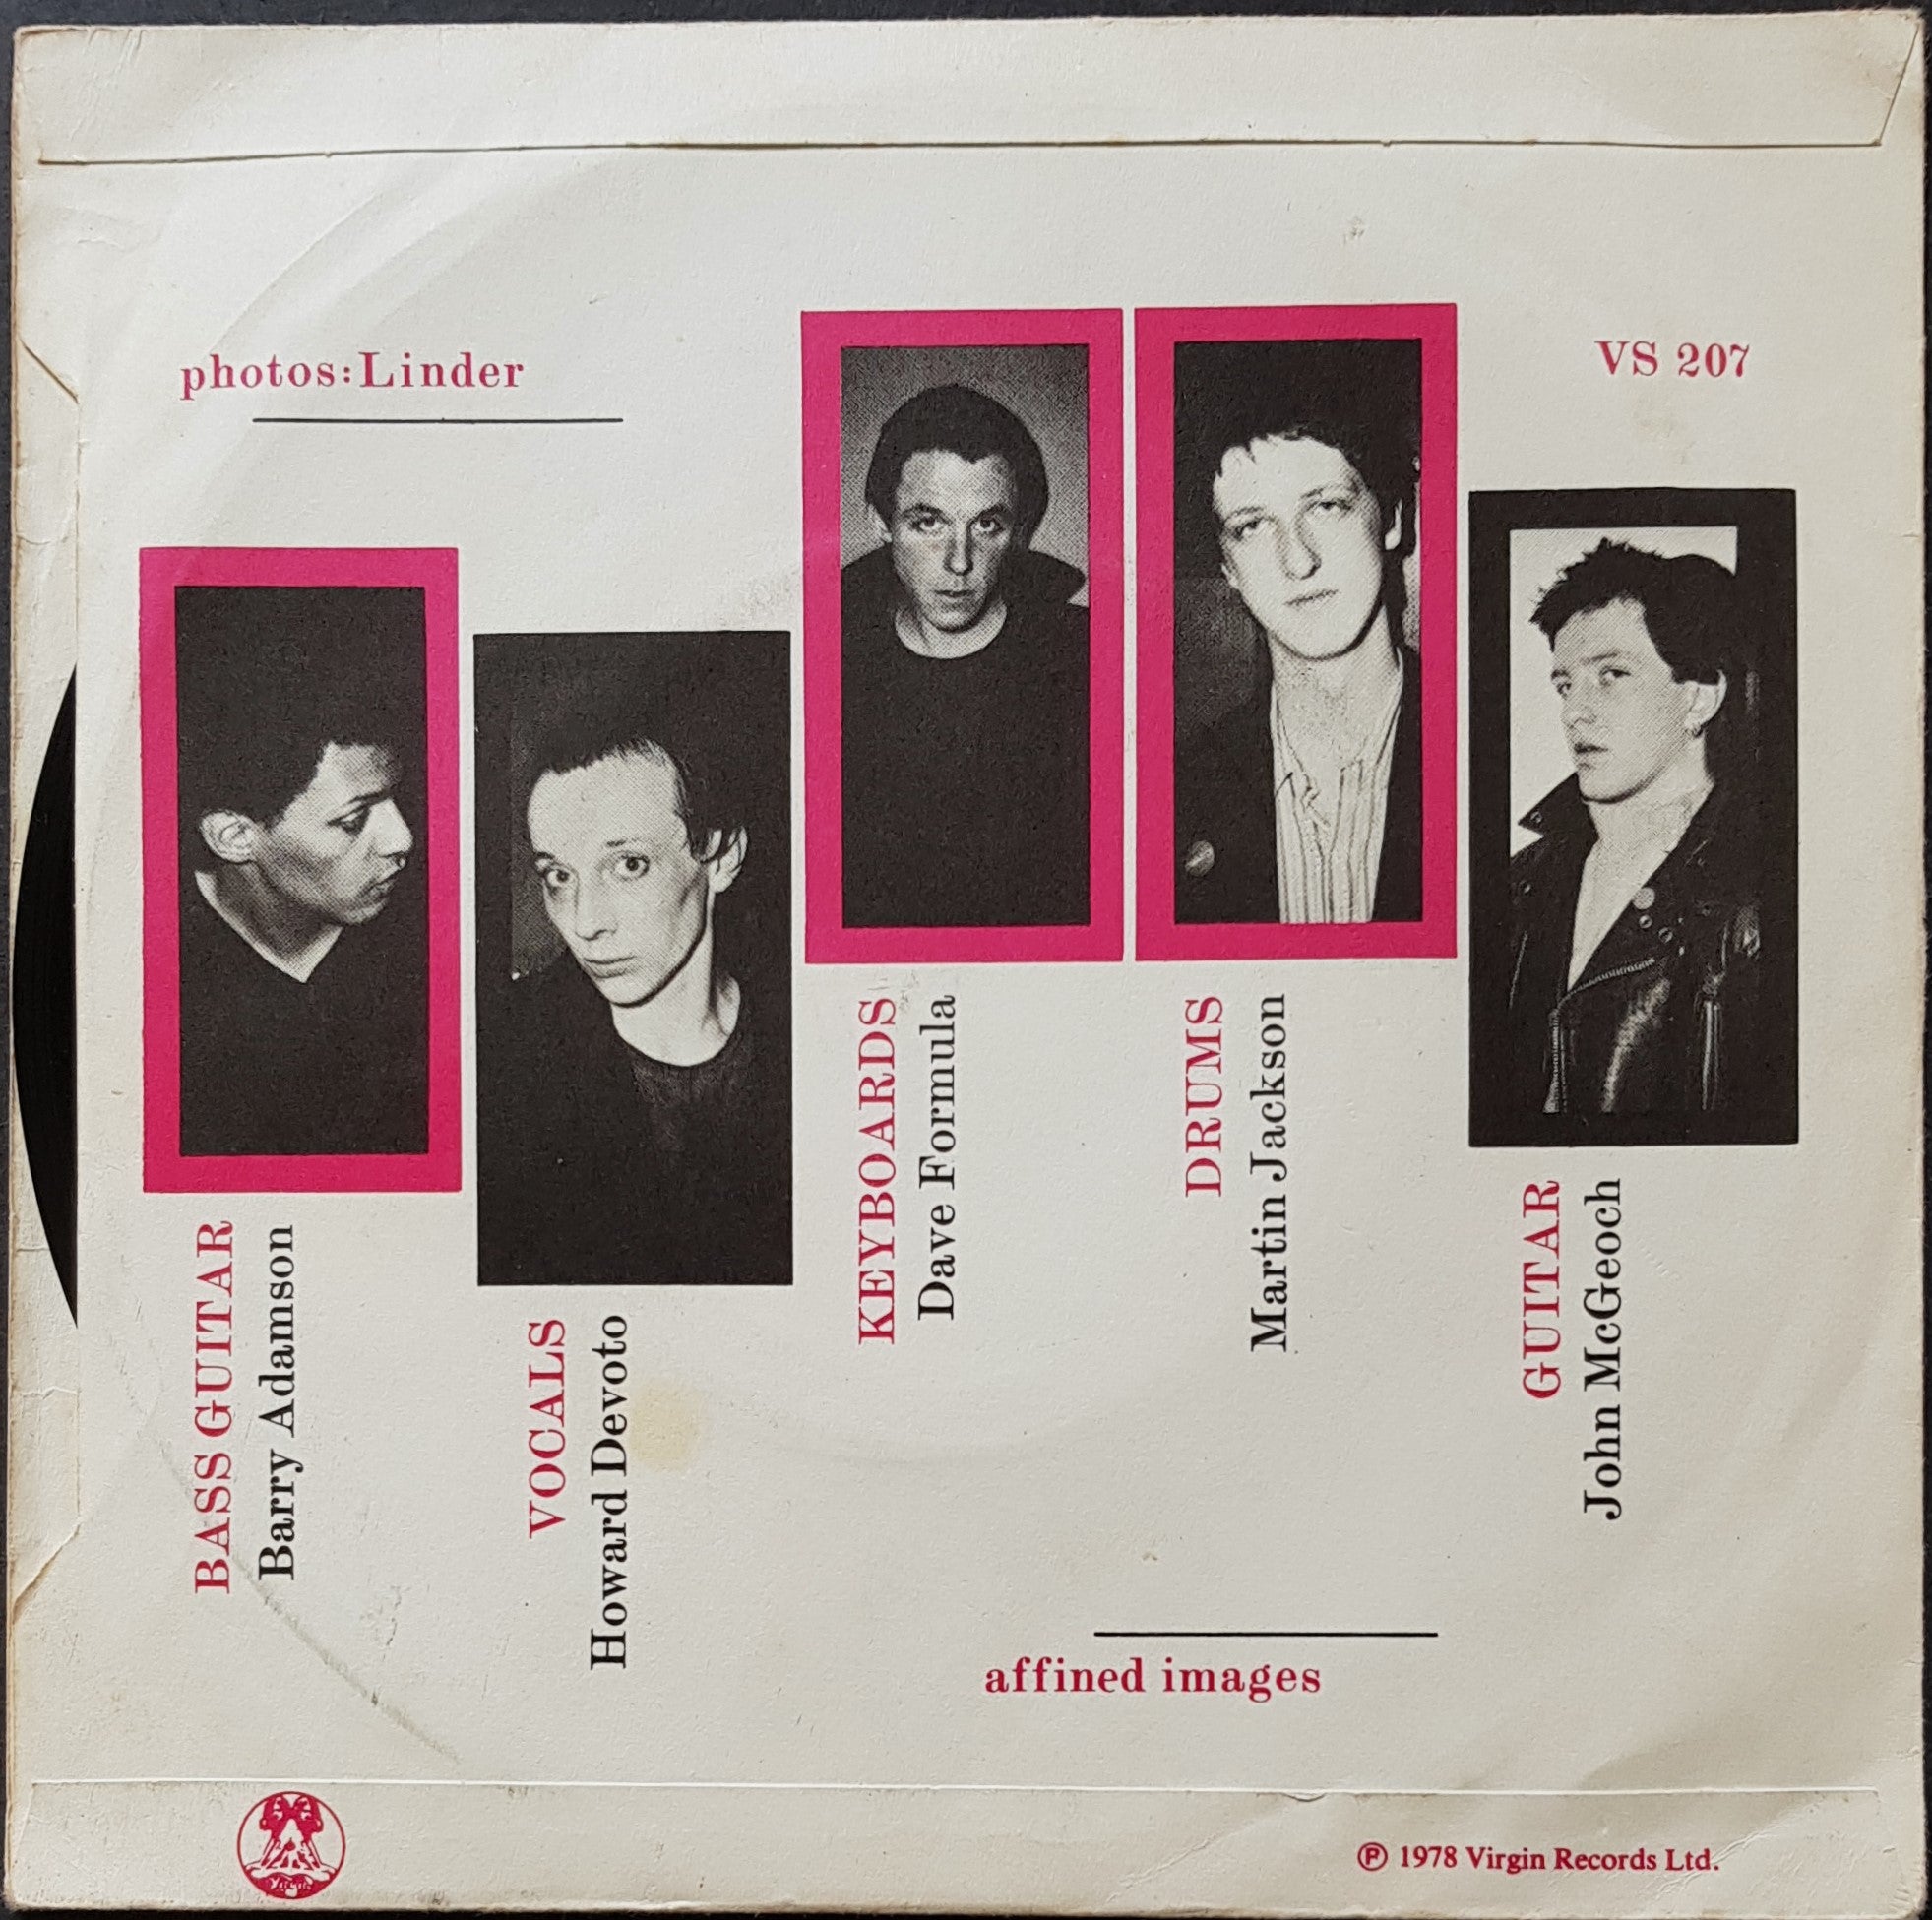 photos:Linder
VS 207
BASS GUITAR
Barry Adamson
VOCALS
Howard Devoto
KEYBOARDS
Dave Formula
DRUMS
Martin Jackson
GUITAR
John McGeoch
affined images
℗ 1978 Virgin Records Ltd.